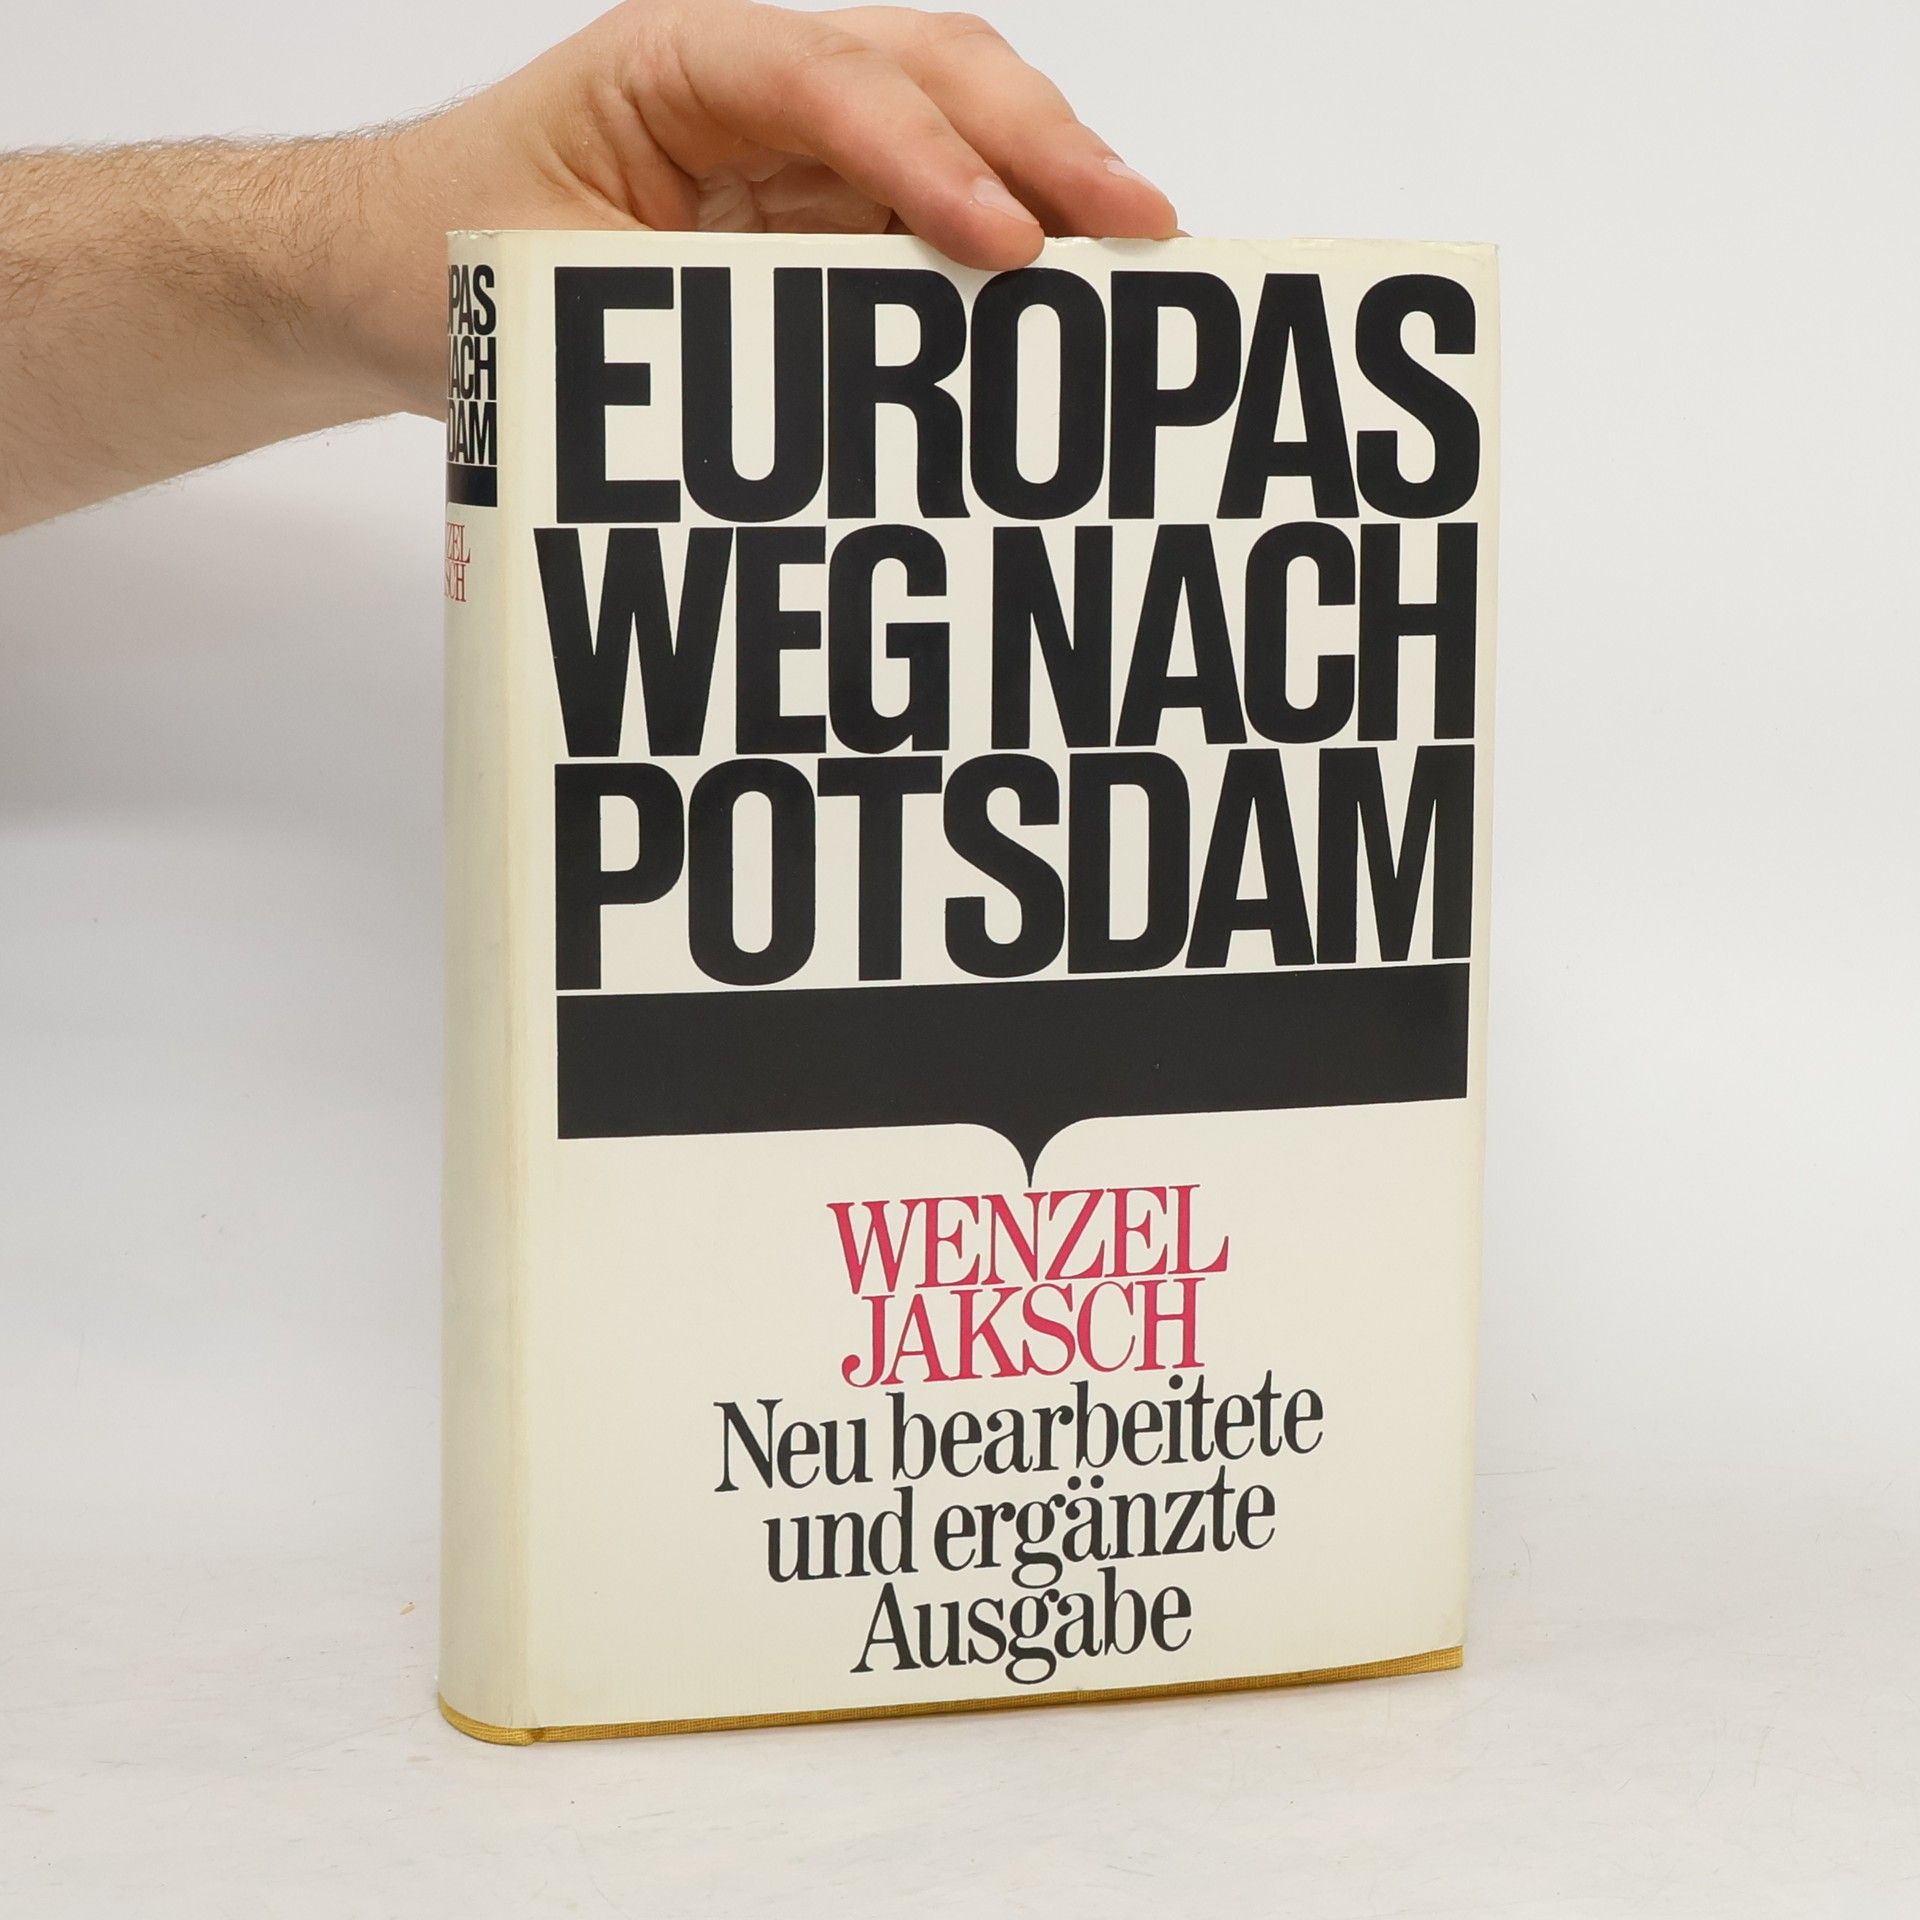 EUROPAS
WEG NACH
POTSDAM
WENZEL
JAKSCH
Neu bearbeitete
und ergänzte
Ausgabe